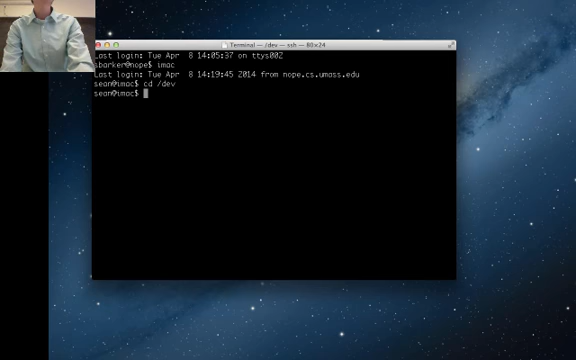 Terminal — /dev — ssh — 80×24
Last login: Tue Apr  8 14:05:37 on ttys002
sbarker@nope$ imac
Last login: Tue Apr  8 14:19:45 2014 from nope.cs.umass.edu
sean@imac$ cd /dev
sean@imac$